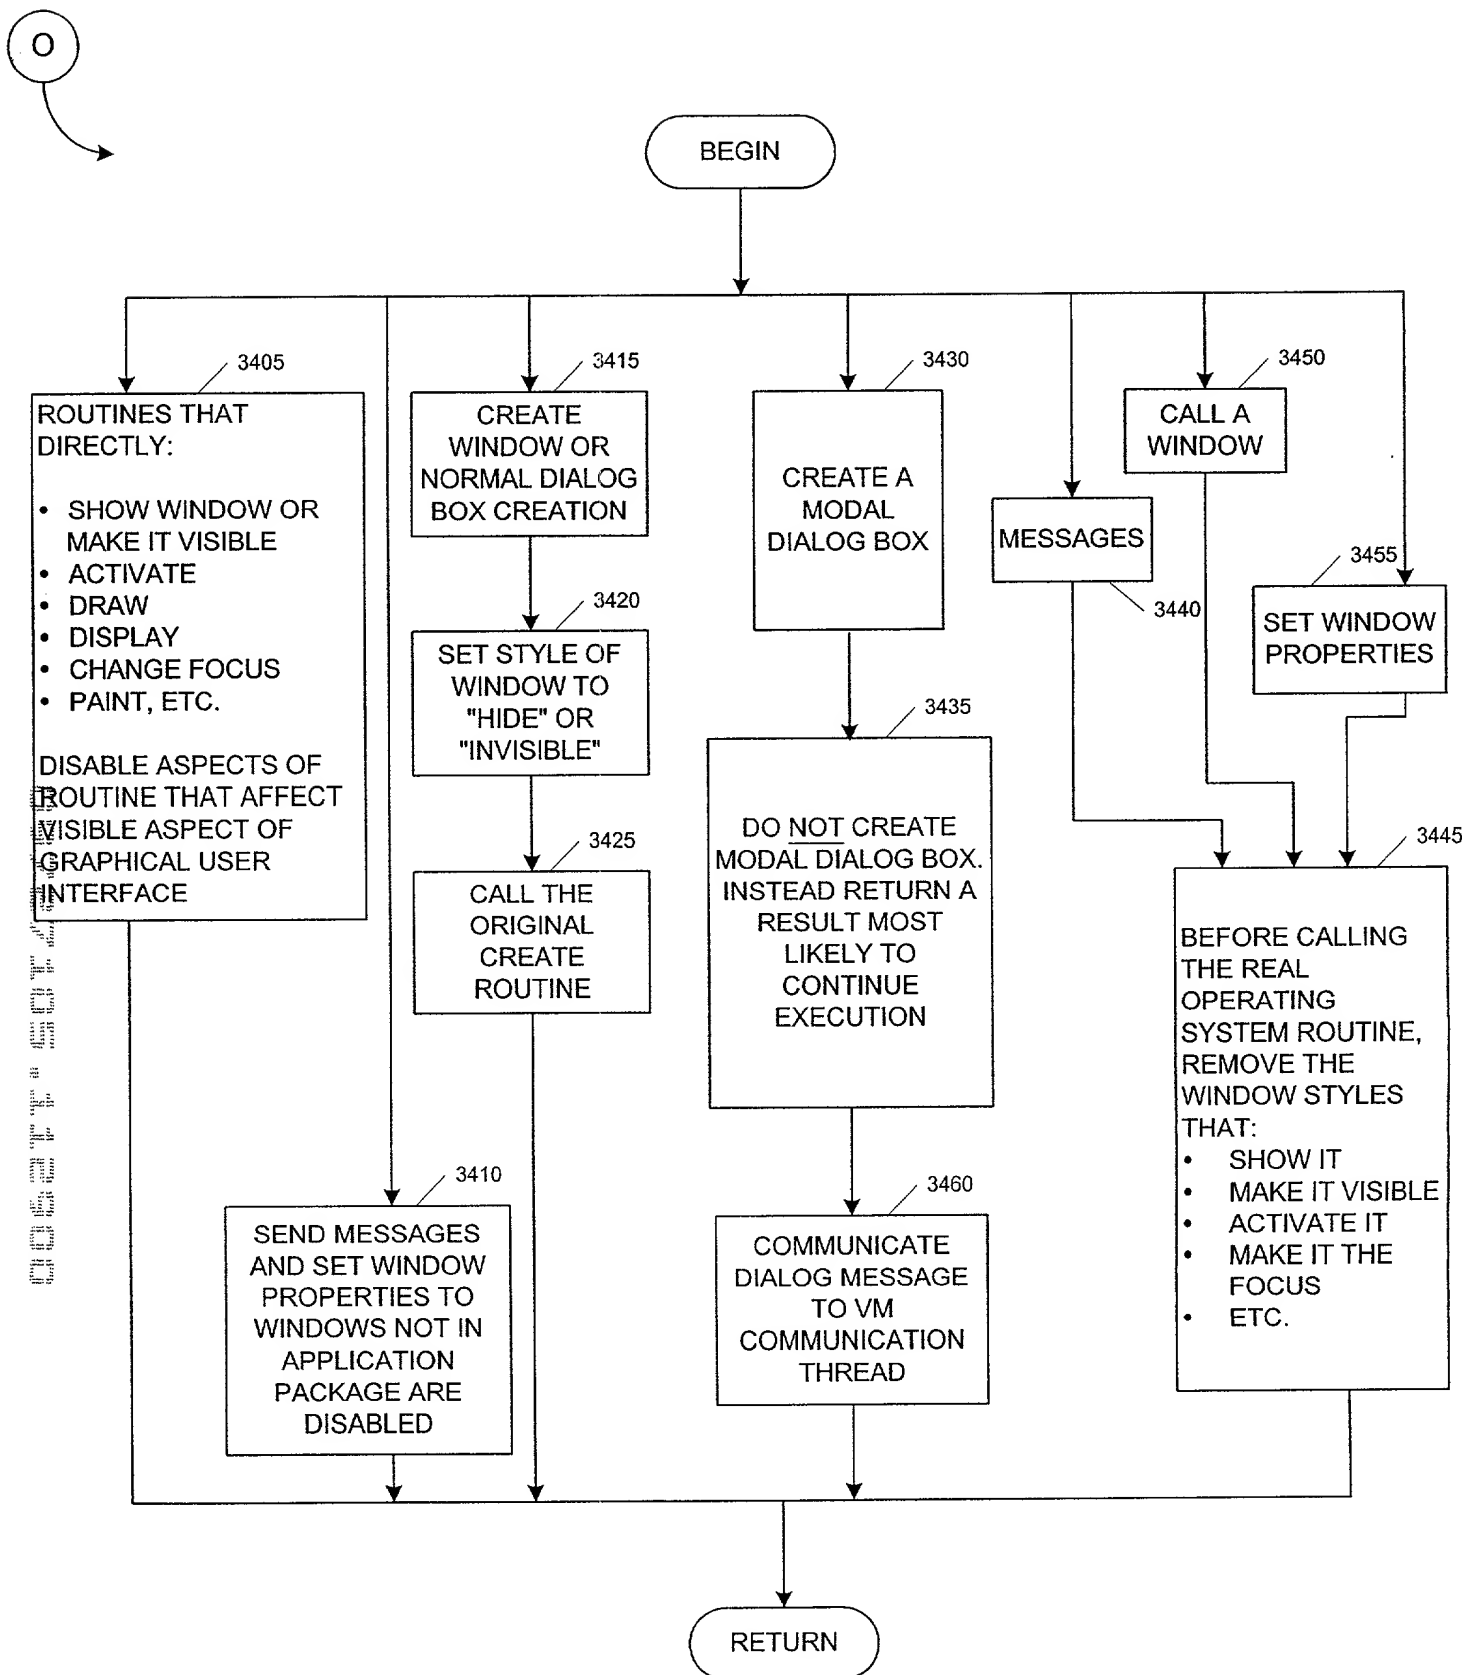 O
BEGIN
3405
ROUTINES THAT
DIRECTLY:
• SHOW WINDOW OR
MAKE IT VISIBLE
• ACTIVATE
• DRAW
• DISPLAY
• CHANGE FOCUS
• PAINT, ETC.
DISABLE ASPECTS OF
ROUTINE THAT AFFECT
VISIBLE ASPECT OF
GRAPHICAL USER
INTERFACE
3410
SEND MESSAGES
AND SET WINDOW
PROPERTIES TO
WINDOWS NOT IN
APPLICATION
PACKAGE ARE
DISABLED
3415
CREATE
WINDOW OR
NORMAL DIALOG
BOX CREATION
3420
SET STYLE OF
WINDOW TO
"HIDE" OR
"INVISIBLE"
3425
CALL THE
ORIGINAL
CREATE
ROUTINE
3430
CREATE A
MODAL
DIALOG BOX
3435
DO NOT CREATE
MODAL DIALOG BOX.
INSTEAD RETURN A
RESULT MOST
LIKELY TO
CONTINUE
EXECUTION
3460
COMMUNICATE
DIALOG MESSAGE
TO VM
COMMUNICATION
THREAD
MESSAGES
3440
3450
CALL A
WINDOW
3455
SET WINDOW
PROPERTIES
3445
BEFORE CALLING
THE REAL
OPERATING
SYSTEM ROUTINE,
REMOVE THE
WINDOW STYLES
THAT:
• SHOW IT
• MAKE IT VISIBLE
• ACTIVATE IT
• MAKE IT THE
FOCUS
• ETC.
RETURN